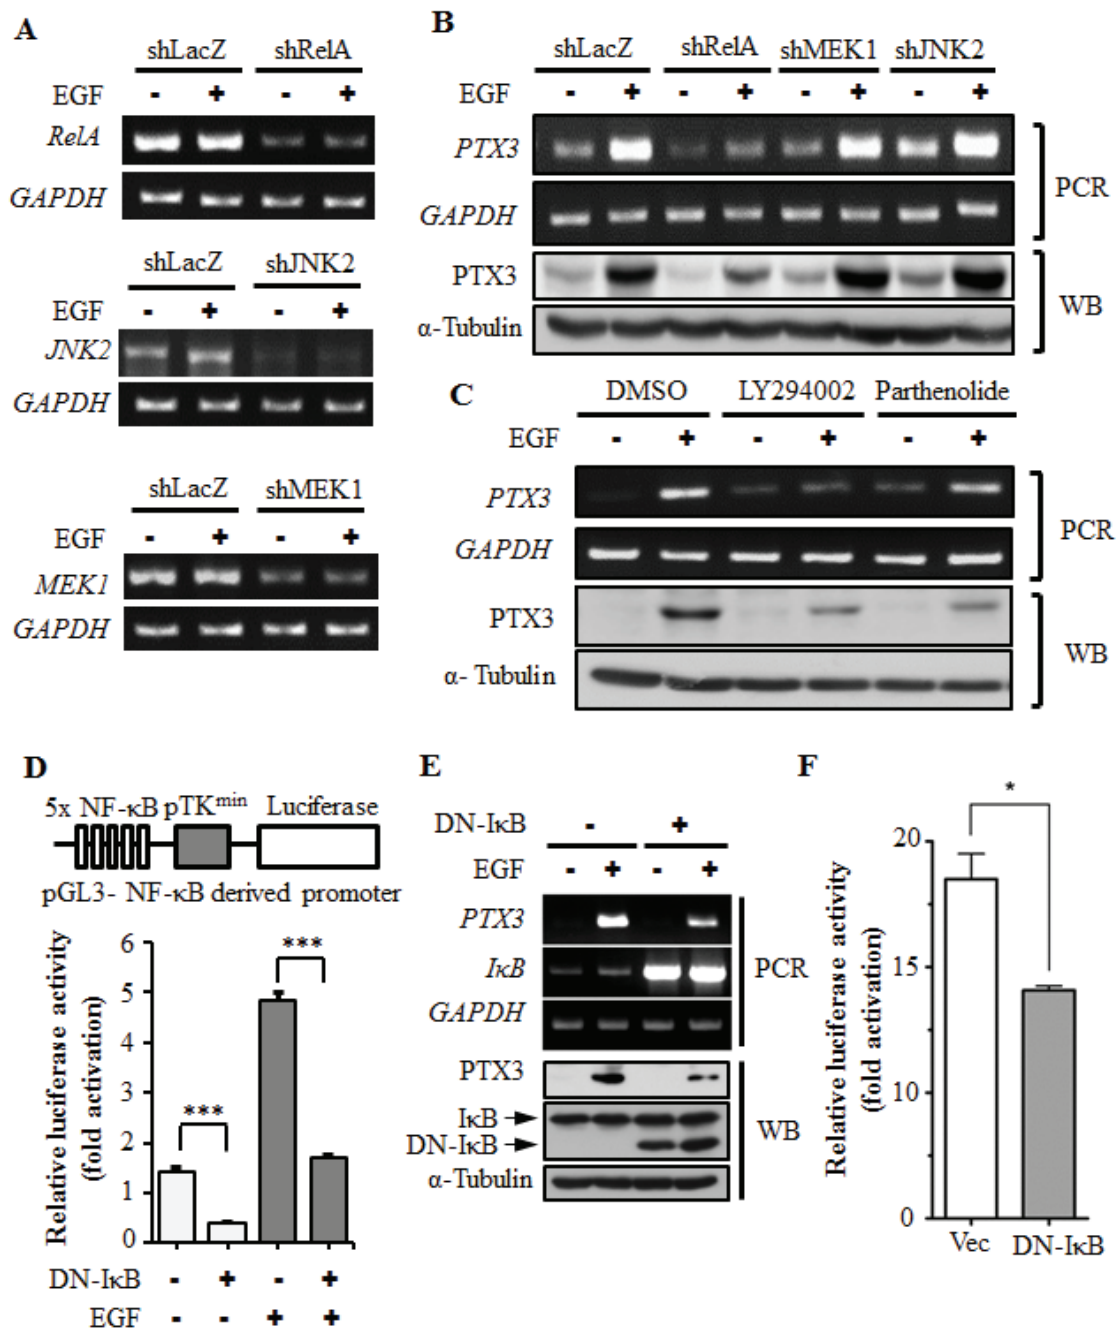 A
shLacZ shRelA
EGF - + - +
RelA
GAPDH
shLacZ shJNK2
EGF - + - +
JNK2
GAPDH
shLacZ shMEK1
EGF - + - +
MEK1
GAPDH
B
shLacZ shRelA shMEK1 shJNK2
EGF - + - + - + - +
PTX3
GAPDH
PCR
PTX3
α-Tubulin
WB
C
DMSO LY294002 Parthenolide
EGF - + - + - +
PTX3
GAPDH
PCR
PTX3
α- Tubulin
WB
D
5x NF-κB pTKmin Luciferase
pGL3- NF-κB derived promoter
Relative luciferase activity
(fold activation)
6
5
4
3
2
1
0
***
***
DN-IκB - + - +
EGF - - + +
E
DN-IκB - +
EGF - + - +
PTX3
IκB
GAPDH
PCR
PTX3
IκB
DN-IκB
α-Tubulin
WB
F
*
Relative luciferase activity
(fold activation)
20
15
10
0
Vec DN-IκB